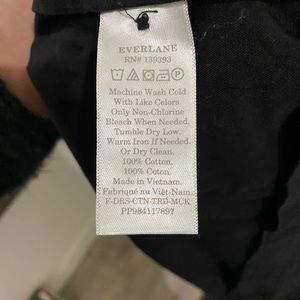 EVERLANE
RN# 139393
Machine Wash Cold
With Like Colors.
Only Non-Chlorine
Bleach When Needed.
Tumble Dry Low.
Warm Iron If Needed.
Or Dry Clean.
100% Cotton.
100% Coton.
Made in Vietnam.
Fabriqué au Viêt-Nam.
F-DRS-CTN-TRD-MCK
PP984117897